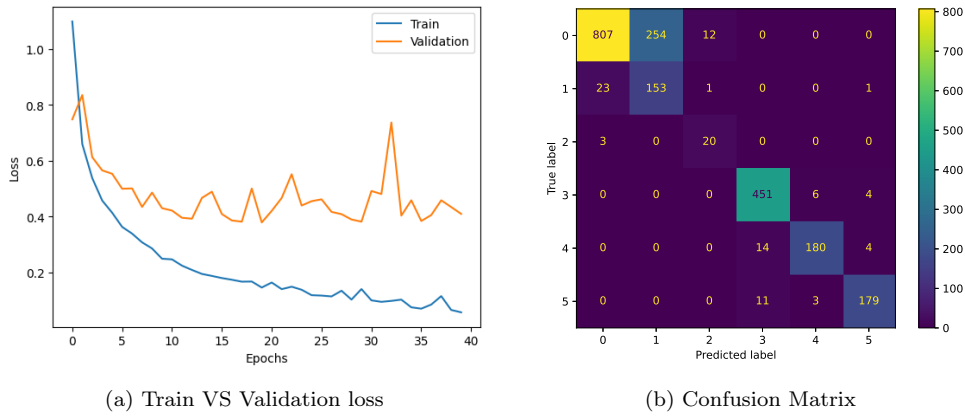 Train
Validation
1.0
0.8
0.6
0.4
0.2
Loss
0 5 10 15 20 25 30 35 40
Epochs
(a) Train VS Validation loss
True label
0 807 254 12 0 0 0
1 23 153 1 0 0 1
2 3 0 20 0 0 0
3 0 0 0 451 6 4
4 0 0 0 14 180 4
5 0 0 0 11 3 179
0 1 2 3 4 5
Predicted label
800
700
600
500
400
300
200
100
0
(b) Confusion Matrix